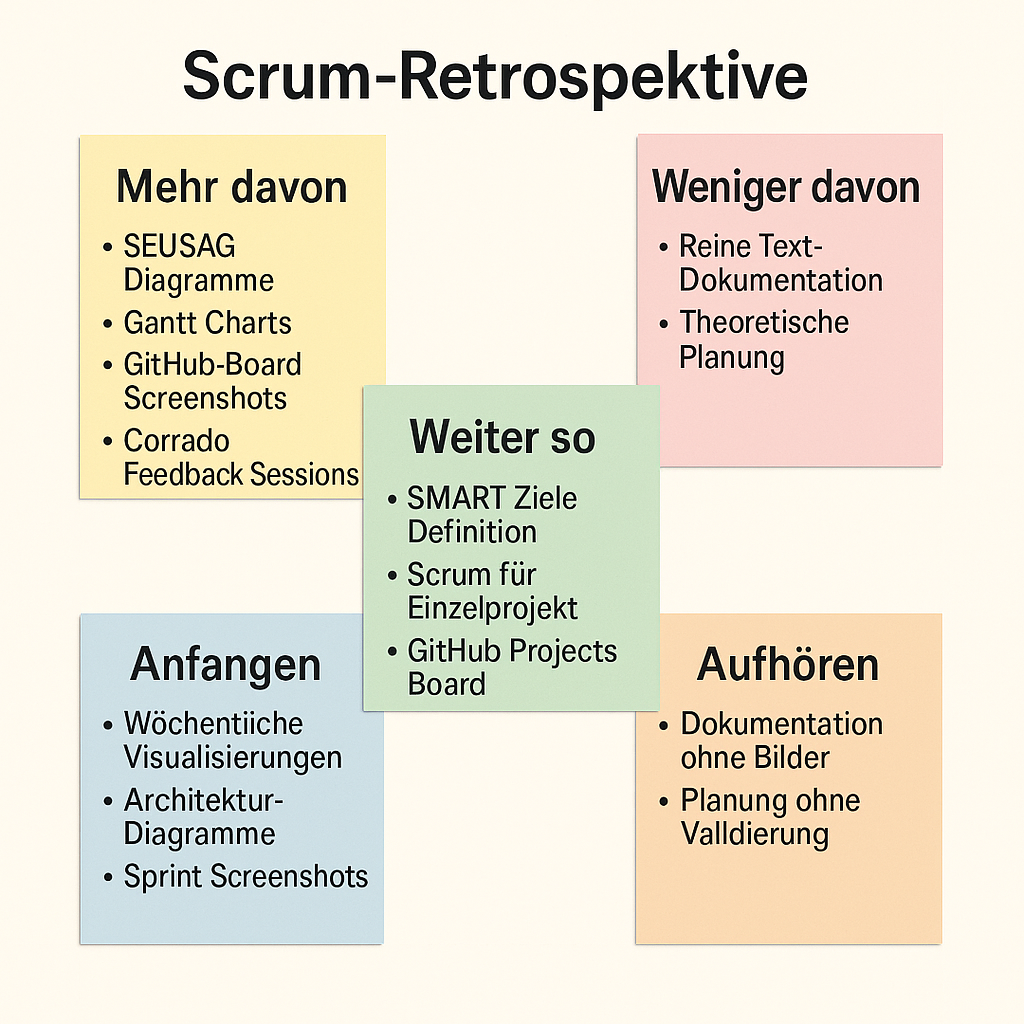 Scrum-Retrospektive
Mehr davon
• SEUSAG
Diagramme
• Gantt Charts
• GitHub-Board
Screenshots
• Corrado
Feedback Sessions
Weniger davon
• Reine Text-
Dokumentation
• Theoretische
Planung
Weiter so
• SMART Ziele
Definition
• Scrum für
Einzelprojekt
• GitHub Projects
Board
Anfangen
• Wöchentiiche
Visualisierungen
• Architektur-
Diagramme
• Sprint Screenshots
Aufhören
• Dokumentation
ohne Bilder
• Planung ohne
Valldierung